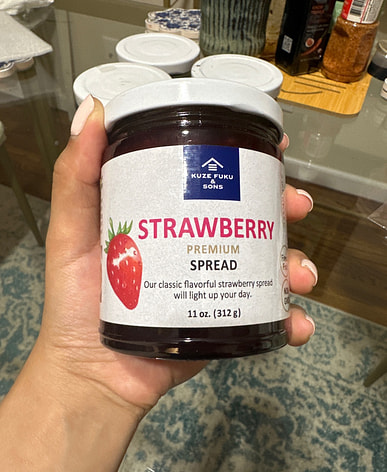 KUZE FUKU
&
SONS
STRAWBERRY
PREMIUM
SPREAD
Our classic flavorful strawberry spread
will light up your day.
11 oz. (312 g)